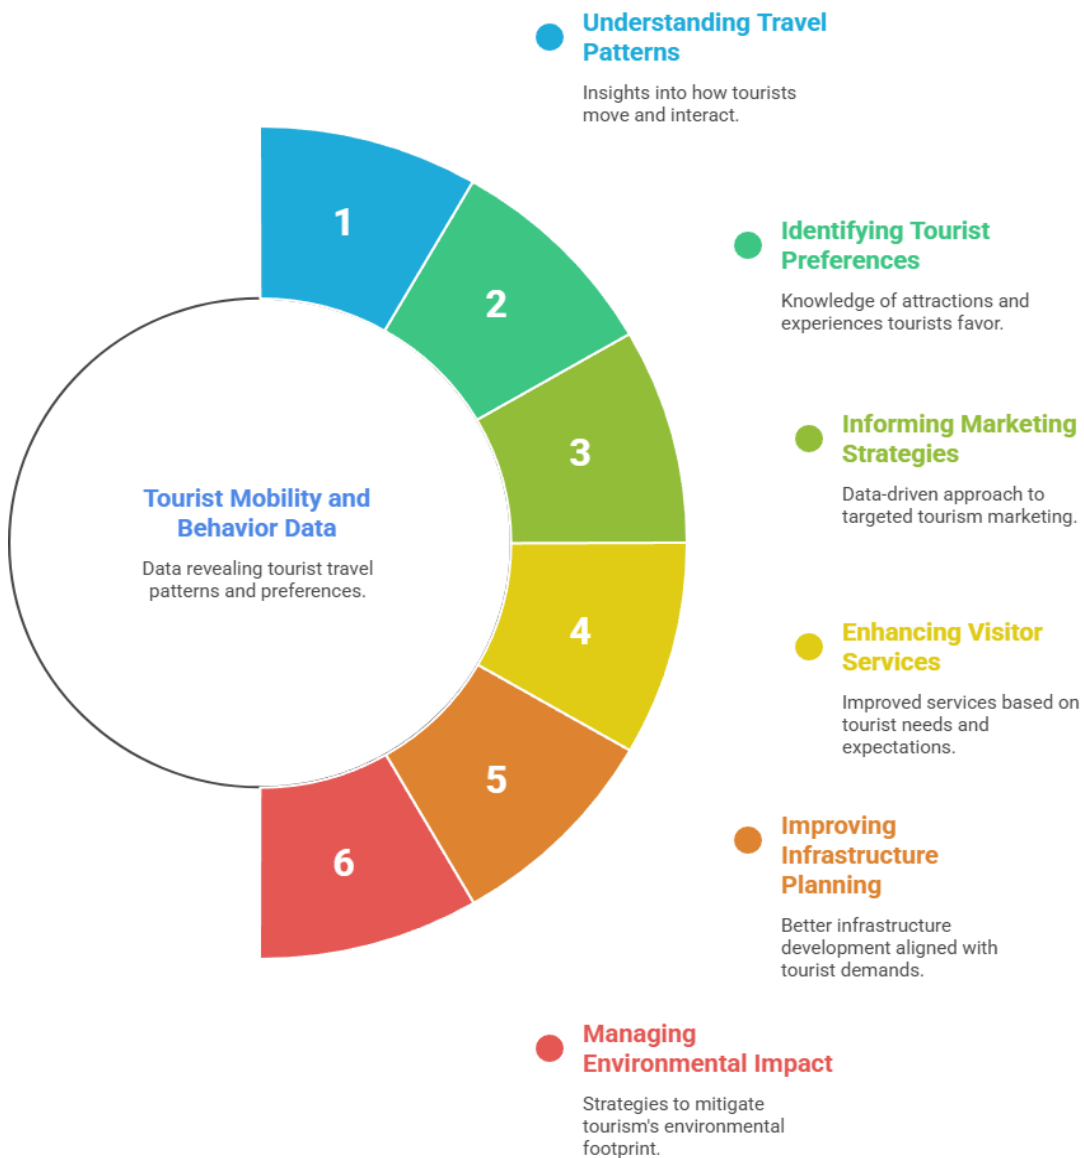 Understanding Travel
Patterns
Insights into how tourists
move and interact.
1
Identifying Tourist
Preferences
Knowledge of attractions and
experiences tourists favor.
2
Informing Marketing
Strategies
Data-driven approach to
targeted tourism marketing.
3
Tourist Mobility and
Behavior Data
Data revealing tourist travel
patterns and preferences.
4
Enhancing Visitor
Services
Improved services based on
tourist needs and
expectations.
5
Improving
Infrastructure
Planning
Better infrastructure
development aligned with
tourist demands.
6
Managing
Environmental Impact
Strategies to mitigate
tourism's environmental
footprint.